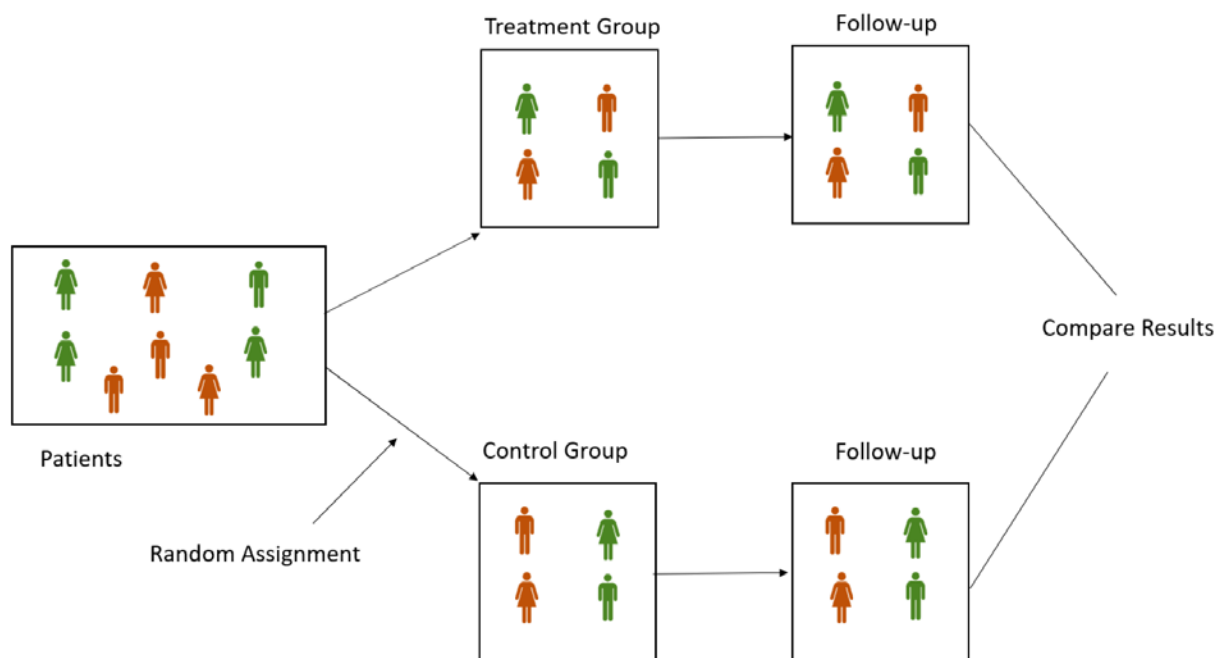 Treatment Group
Follow-up
Compare Results
Patients
Control Group
Follow-up
Random Assignment